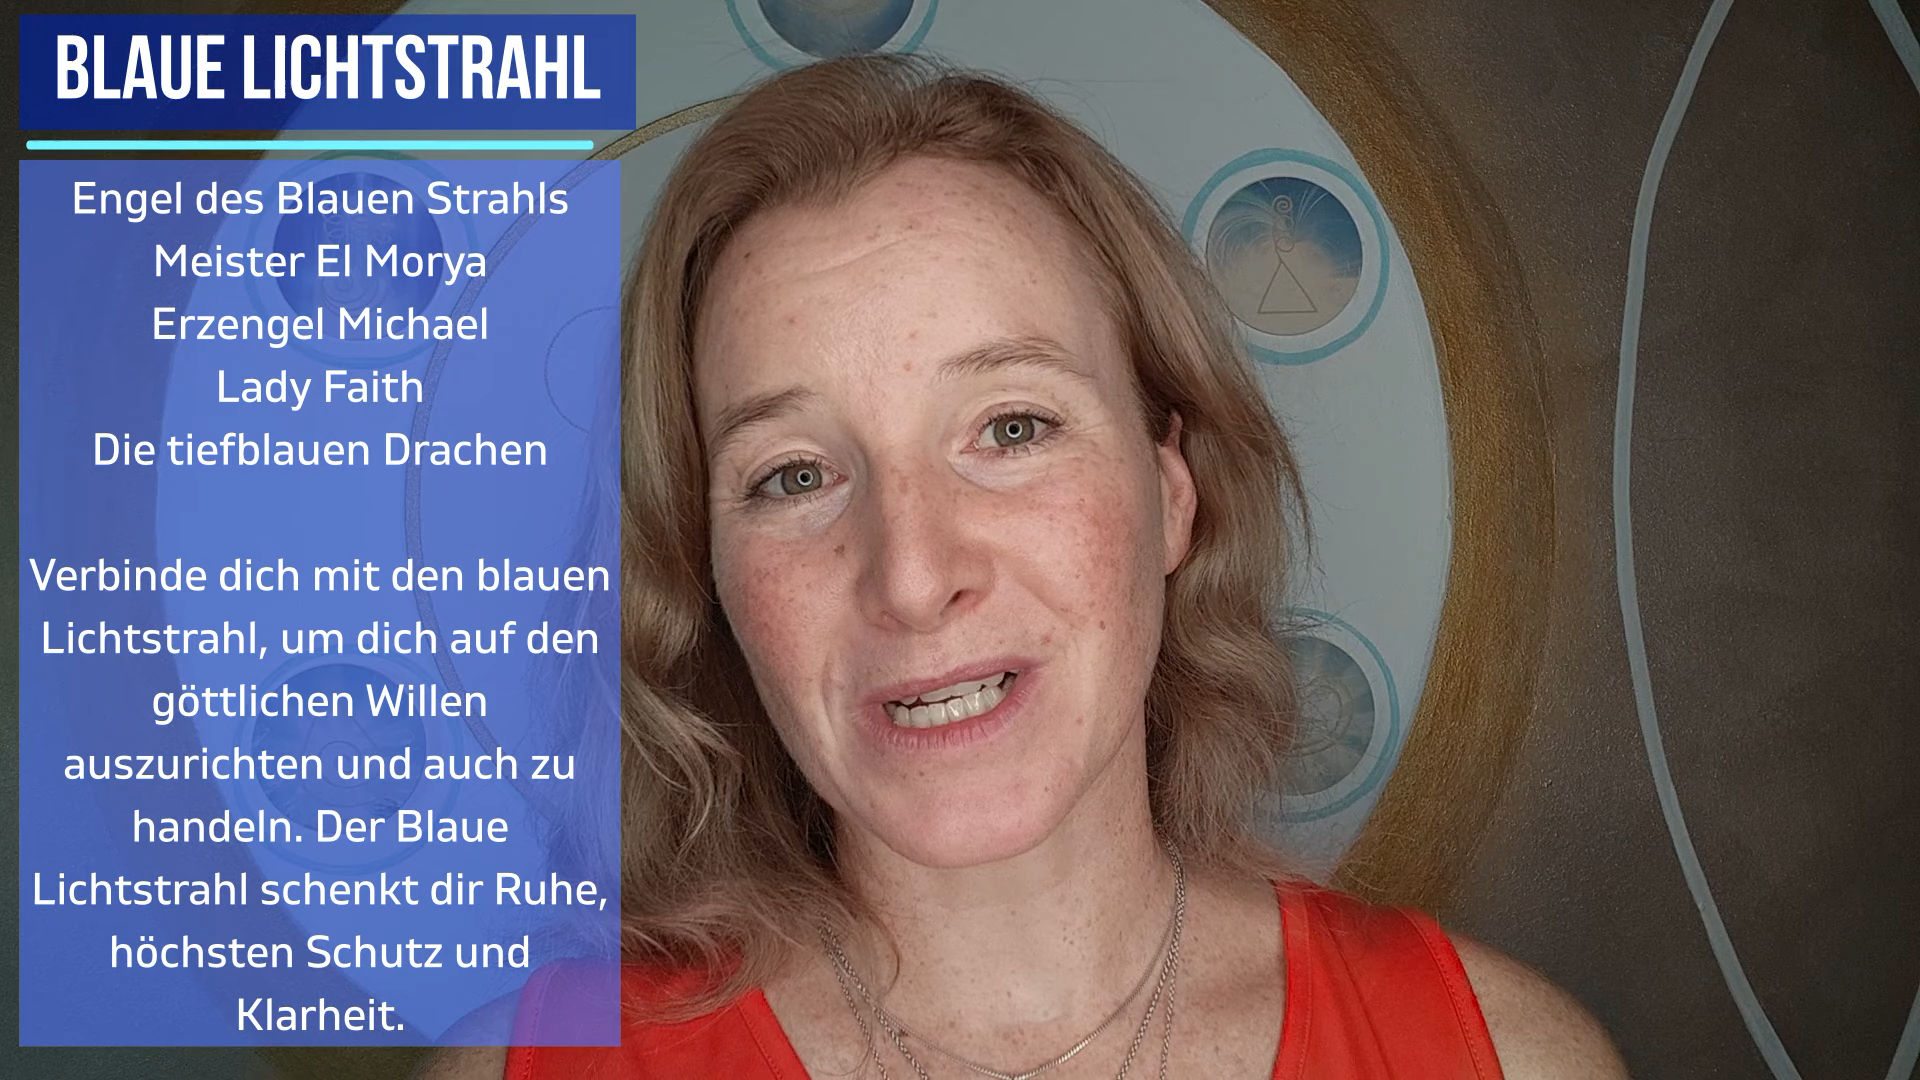 BLAUE LICHTSTRAHL
Engel des Blauen Strahls
Meister El Morya
Erzengel Michael
Lady Faith
Die tiefblauen Drachen
Verbinde dich mit den blauen
Lichtstrahl, um dich auf den
göttlichen Willen
auszurichten und auch zu
handeln. Der Blaue
Lichtstrahl schenkt dir Ruhe,
höchsten Schutz und
Klarheit.